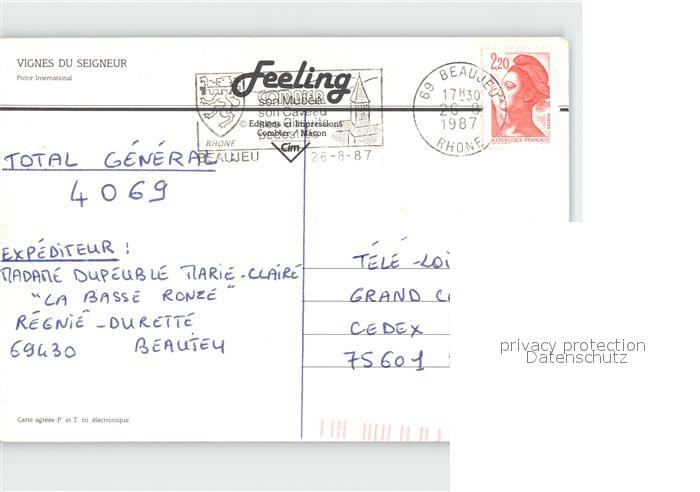 VIGNES DU SEIGNEUR
Pictor International
Feeling
son Musée
son Caveau
© Editions et Impressions
Combier / Mâcon
Cim
RHONE
BEAUJEU 26-8-87
69 BEAUJEU
17H30
26-8
1987
RHONE
2,20
REPUBLIQUE FRANÇAISE
POSTES
TOTAL GÉNÉRAL
4069
EXPÉDITEUR :
MADAME DUPEUBLE MARIE-CLAIRE
"LA BASSE RONZE"
RÉGNIÉ-DURETTE
69430 BEAUJEU
TÉLÉ-LOI
GRAND C
CEDEX
75601
privacy protection
Datenschutz
Carte agréée P. et T. tri électronique.